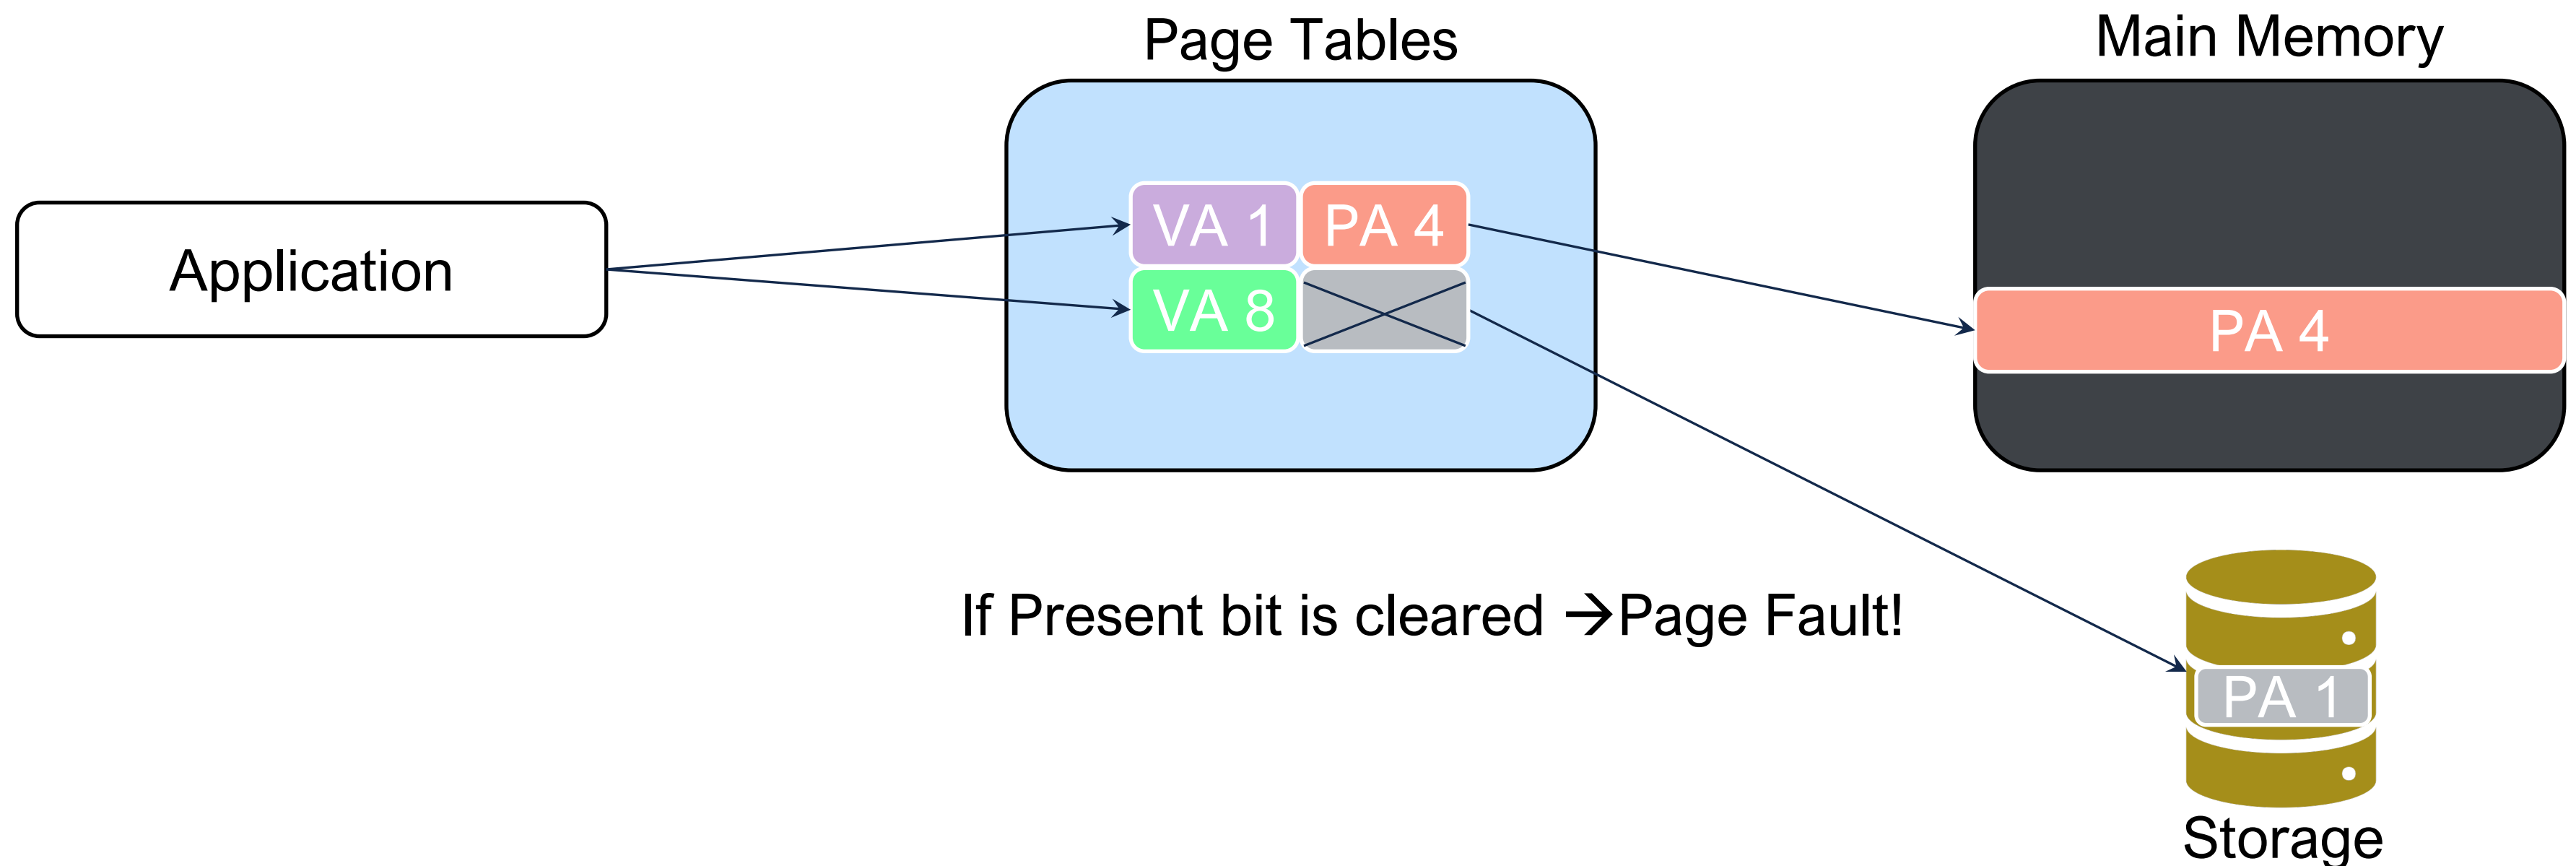 Page Tables
Main Memory
Application
VA 1
PA 4
VA 8
PA 4
If Present bit is cleared →Page Fault!
PA 1
Storage